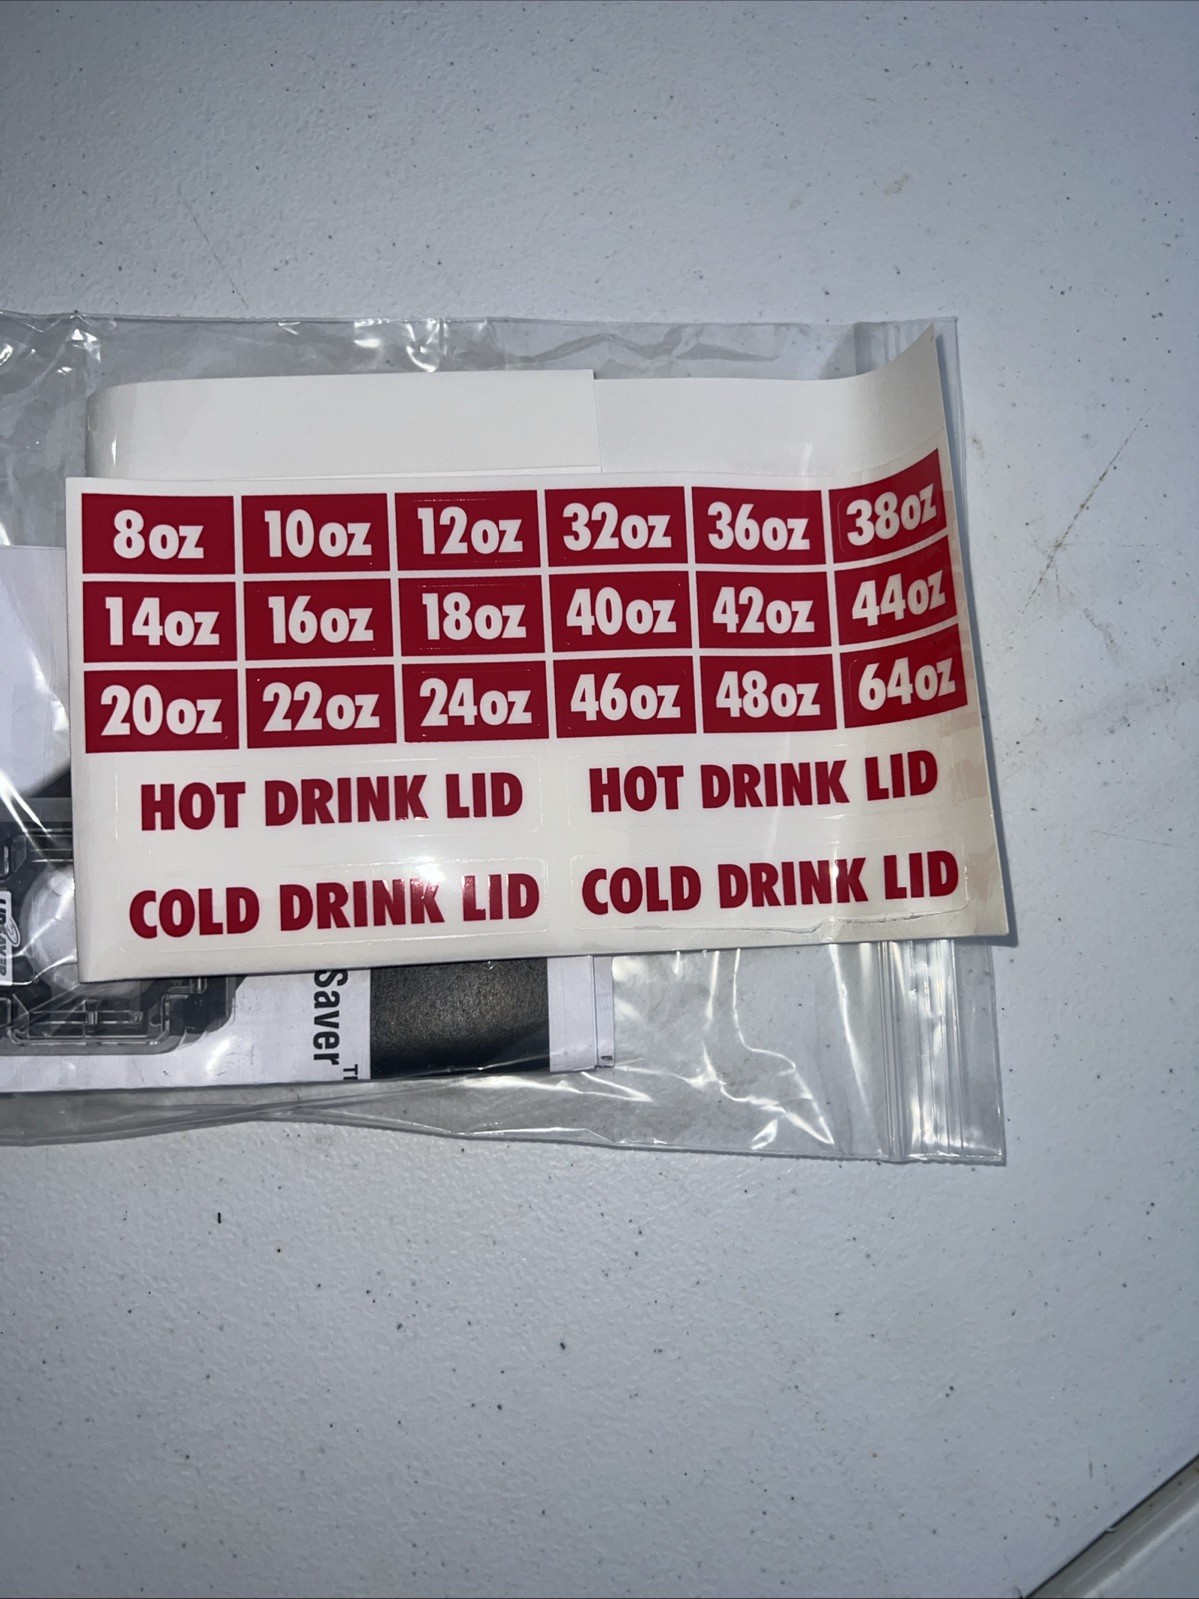 8oz 10oz 12oz 32oz 36oz 38oz
14oz 16oz 18oz 40oz 42oz 44oz
20oz 22oz 24oz 46oz 48oz 64oz
HOT DRINK LID HOT DRINK LID
COLD DRINK LID COLD DRINK LID
Saver